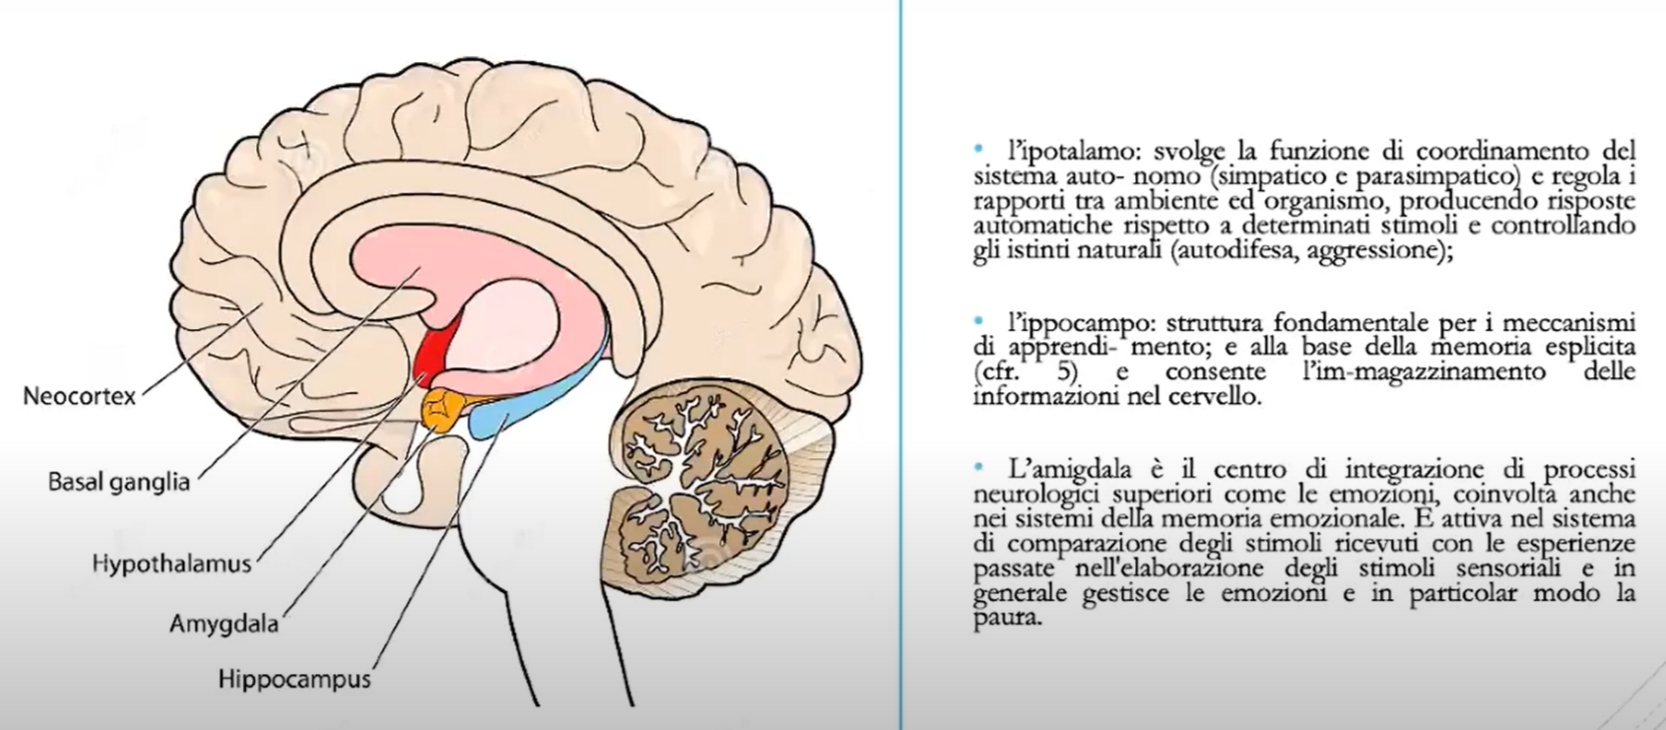 Neocortex
Basal ganglia
Hypothalamus
Amygdala
Hippocampus
• l’ipotalamo: svolge la funzione di coordinamento del
sistema auto- nomo (simpatico e parasimpatico) e regola i
rapporti tra ambiente ed organismo, producendo risposte
automatiche rispetto a determinati stimoli e controllando
gli istinti naturali (autodifesa, aggressione);
• l’ippocampo: struttura fondamentale per i meccanismi
di apprendi- mento; e alla base della memoria esplicita
(cfr. 5) e consente l’im-magazzinamento delle
informazioni nel cervello.
• L’amigdala è il centro di integrazione di processi
neurologici superiori come le emozioni, coinvolta anche
nei sistemi della memoria emozionale. E attiva nel sistema
di comparazione degli stimoli ricevuti con le esperienze
passate nell'elaborazione degli stimoli sensoriali e in
generale gestisce le emozioni e in particolar modo la
paura.